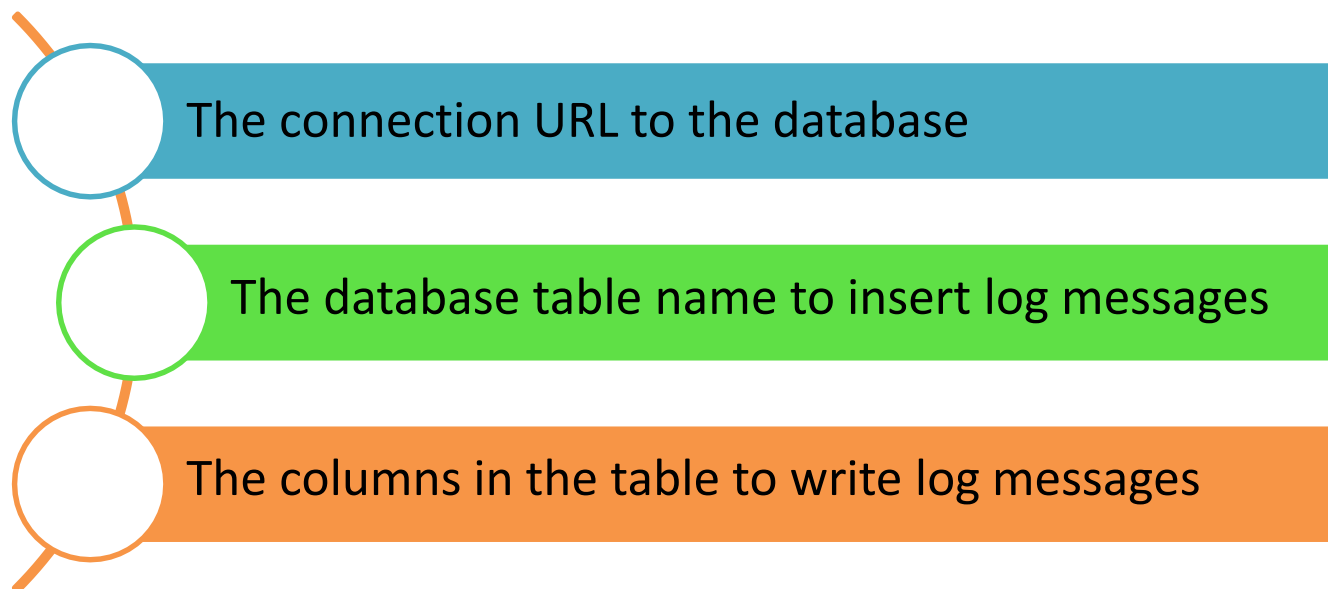 The connection URL to the database
The database table name to insert log messages
The columns in the table to write log messages